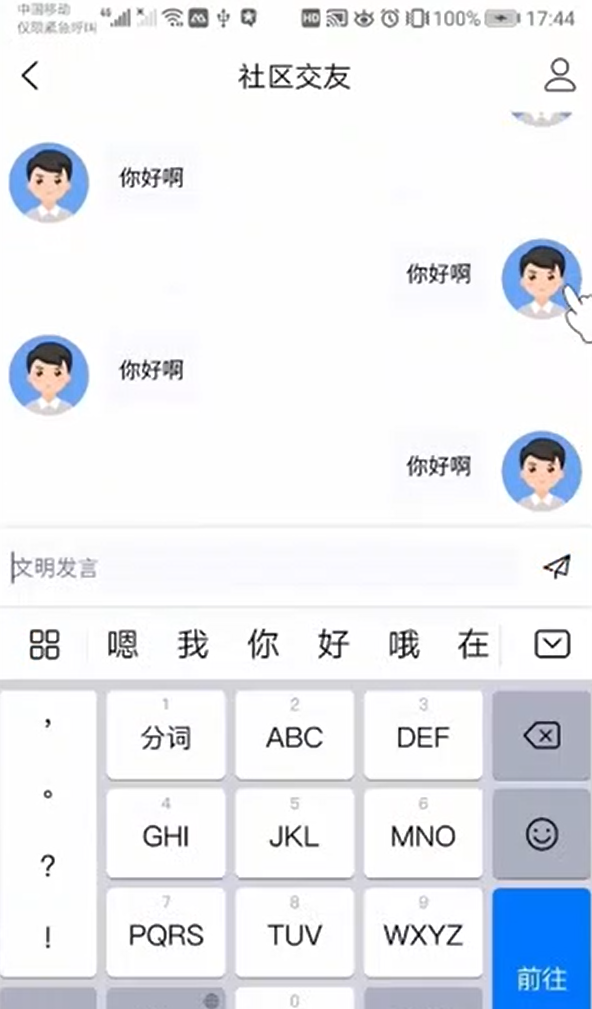 中国移动
仅限紧急呼叫
4G
HD
100%
17:44
社区交友
你好啊
你好啊
你好啊
你好啊
文明发言
嗯 我 你 好 哦 在
，
1
分词
2
ABC
3
DEF
。
4
GHI
5
JKL
6
MNO
？
7
PQRS
8
TUV
9
WXYZ
！
前往
0